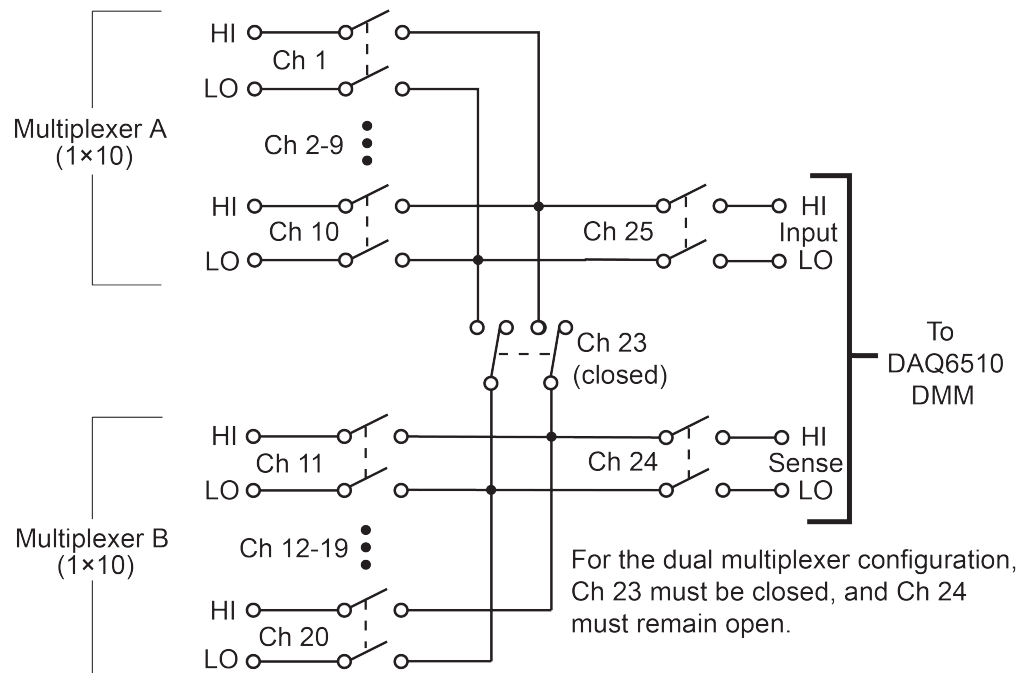 HI
Ch 1
LO
Multiplexer A
(1×10)
Ch 2-9
HI
Ch 10
LO
Ch 25
HI
Input
LO
Ch 23
(closed)
To
DAQ6510
DMM
HI
Ch 11
LO
Ch 24
HI
Sense
LO
Multiplexer B
(1×10)
Ch 12-19
HI
Ch 20
LO
For the dual multiplexer configuration,
Ch 23 must be closed, and Ch 24
must remain open.